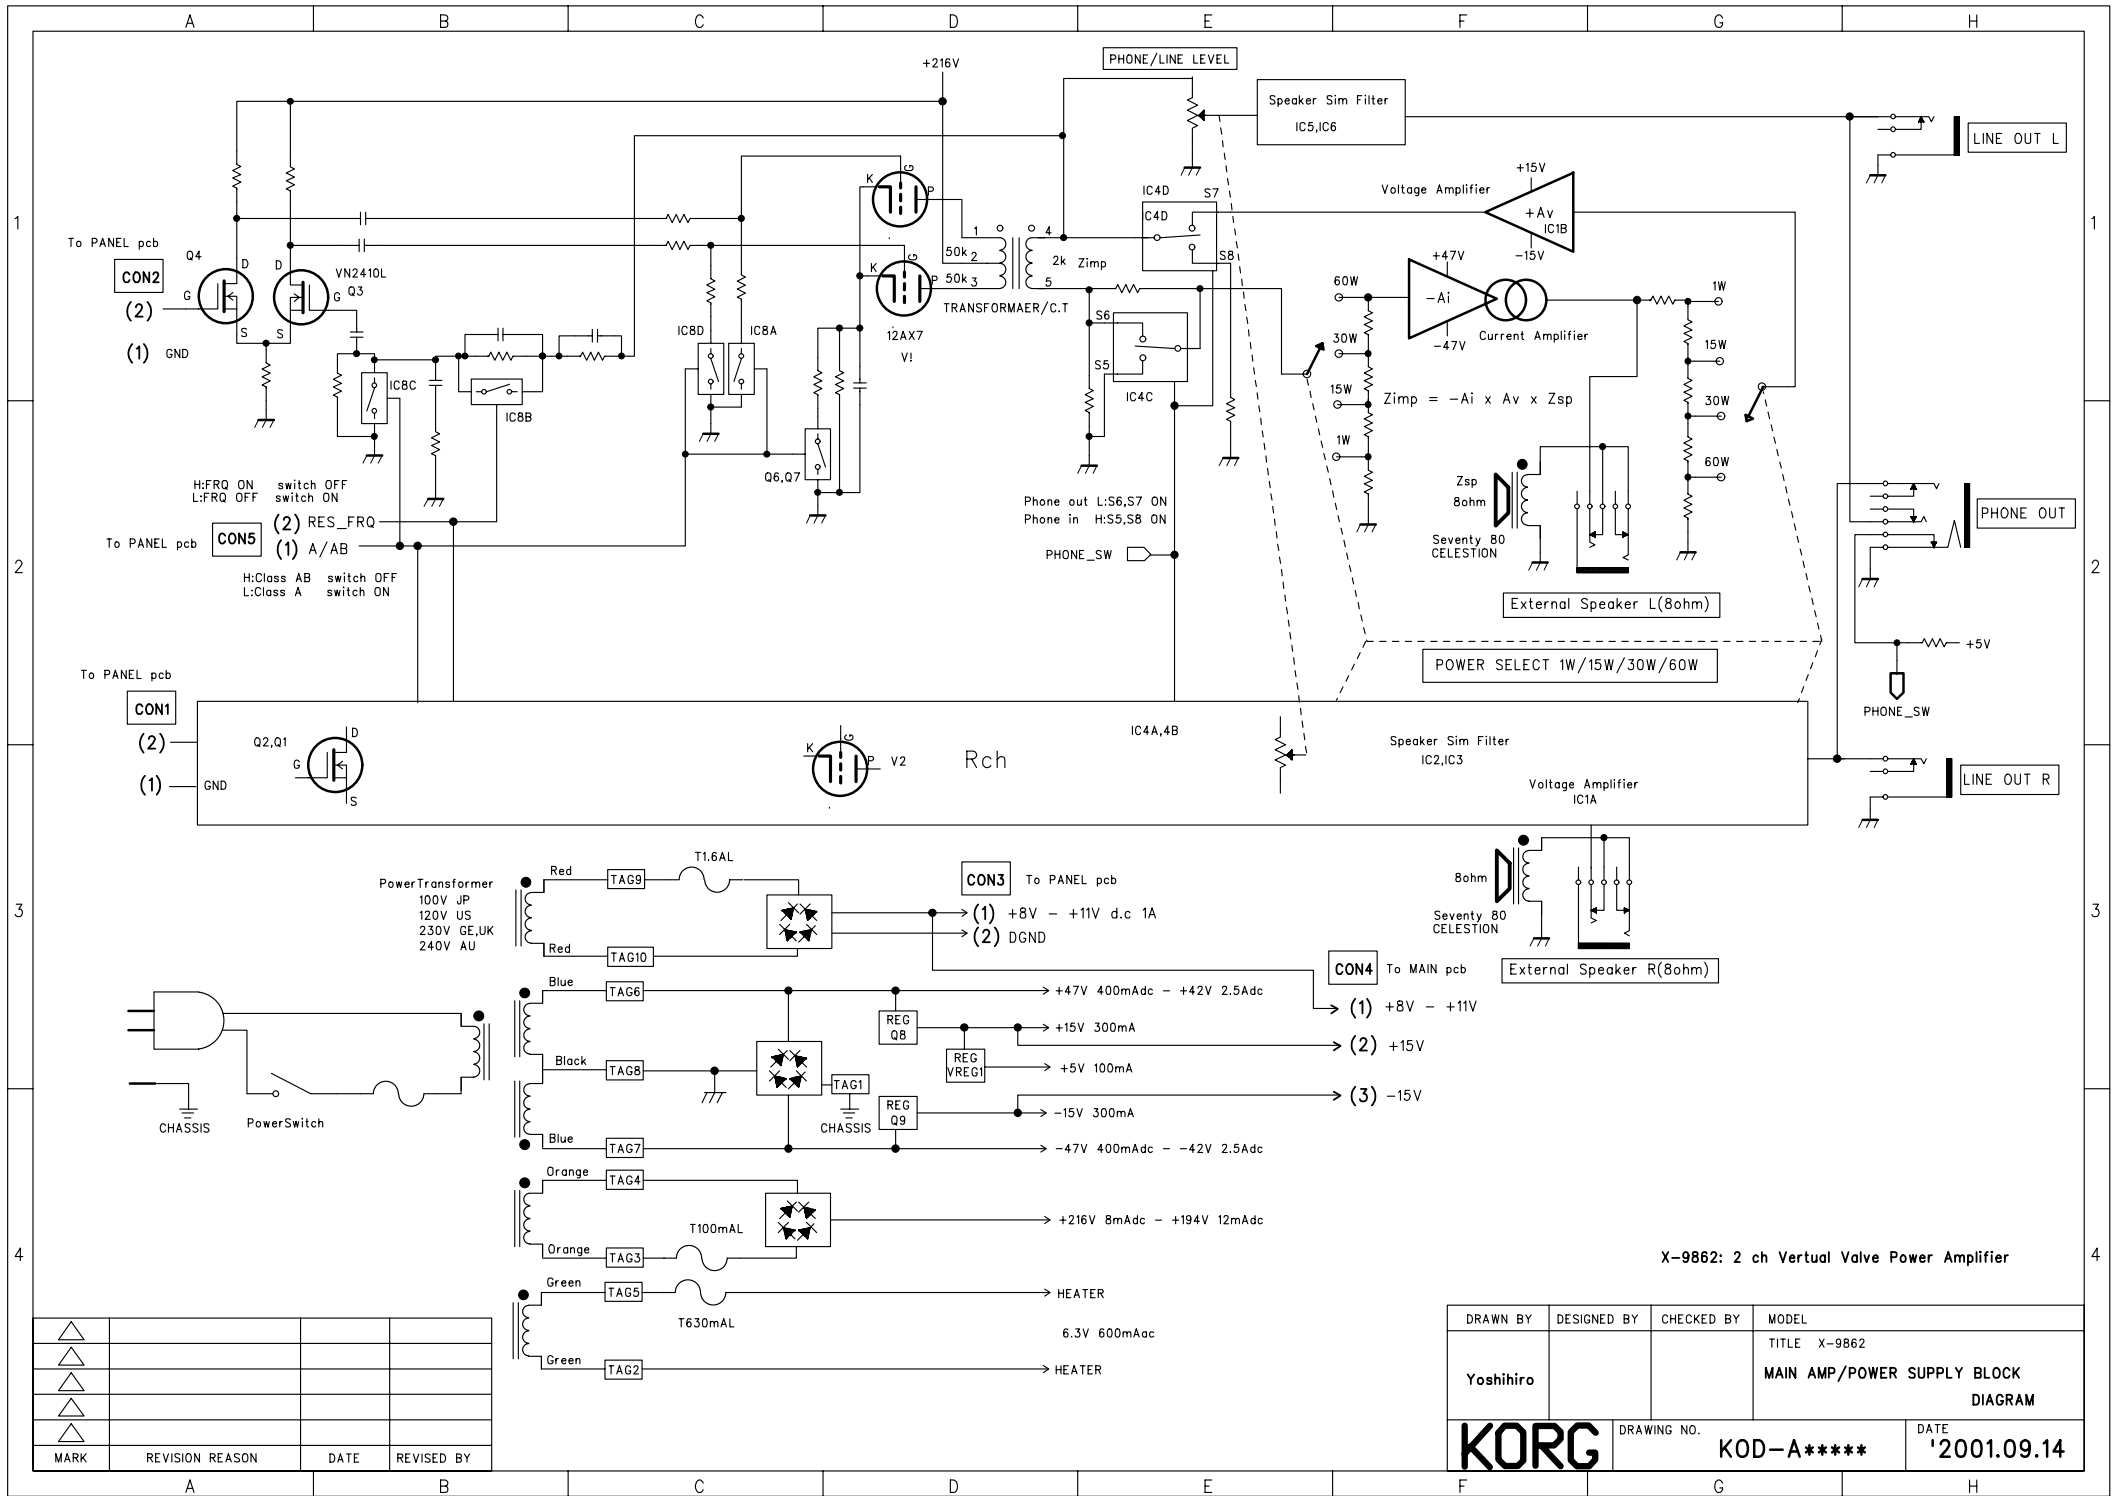 A B C D E F G H
1
2
3
4
1
2
3
4
+216V
PHONE/LINE LEVEL
Speaker Sim Filter
IC5,IC6
LINE OUT L
To PANEL pcb
CON2
(2)
(1) GND
Q4
D
G
S
D
G
S
VN2410L
Q3
IC8C
IC8B
IC8D
IC8A
Q6,Q7
K
G
P
K
G
P
12AX7
V!
1
50k
2
50k
3
4
2k
5
Zimp
TRANSFORMAER/C.T
IC4D
S7
C4D
S8
S6
S5
IC4C
Voltage Amplifier
+15V
+Av
IC1B
-15V
+47V
-Ai
-47V
Current Amplifier
60W
30W
15W
1W
1W
15W
30W
60W
Zimp = -Ai x Av x Zsp
Zsp
8ohm
Seventy 80
CELESTION
External Speaker L(8ohm)
PHONE OUT
+5V
PHONE_SW
H:FRQ ON switch OFF
L:FRQ OFF switch ON
To PANEL pcb
CON5
(2) RES_FRQ
(1) A/AB
H:Class AB switch OFF
L:Class A switch ON
Phone out L:S6,S7 ON
Phone in H:S5,S8 ON
PHONE_SW
POWER SELECT 1W/15W/30W/60W
To PANEL pcb
CON1
(2)
(1)
GND
Q2,Q1
D
G
S
K
G
P
V2
Rch
IC4A,4B
Speaker Sim Filter
IC2,IC3
Voltage Amplifier
IC1A
LINE OUT R
8ohm
Seventy 80
CELESTION
External Speaker R(8ohm)
PowerTransformer
100V JP
120V US
230V GE,UK
240V AU
Red
TAG9
T1.6AL
Red
TAG10
CON3
To PANEL pcb
(1) +8V - +11V d.c 1A
(2) DGND
CON4
To MAIN pcb
(1) +8V - +11V
(2) +15V
(3) -15V
Blue
TAG6
+47V 400mAdc - +42V 2.5Adc
REG
Q8
+15V 300mA
REG
VREG1
+5V 100mA
Black
TAG8
TAG1
CHASSIS
REG
Q9
-15V 300mA
Blue
TAG7
-47V 400mAdc - -42V 2.5Adc
CHASSIS
PowerSwitch
Orange
TAG4
+216V 8mAdc - +194V 12mAdc
Orange
TAG3
T100mAL
Green
TAG5
T630mAL
HEATER
6.3V 600mAac
Green
TAG2
HEATER
X-9862: 2 ch Vertual Valve Power Amplifier
MARK
REVISION REASON
DATE
REVISED BY
DRAWN BY
DESIGNED BY
CHECKED BY
MODEL
TITLE X-9862
MAIN AMP/POWER SUPPLY BLOCK
DIAGRAM
Yoshihiro
KORG
DRAWING NO.
KOD-A*****
DATE
'2001.09.14
A B C D E F G H